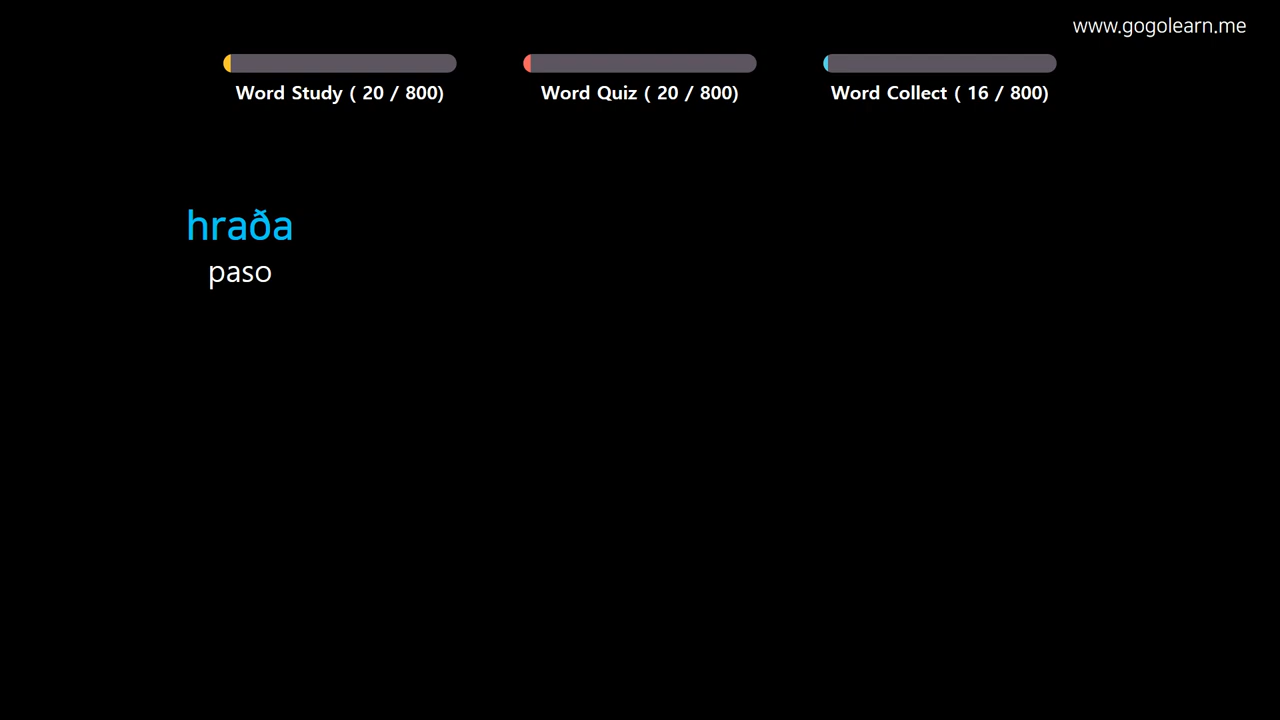 www.gogolearn.me
Word Study ( 20 / 800)
Word Quiz ( 20 / 800)
Word Collect ( 16 / 800)
hraða
paso